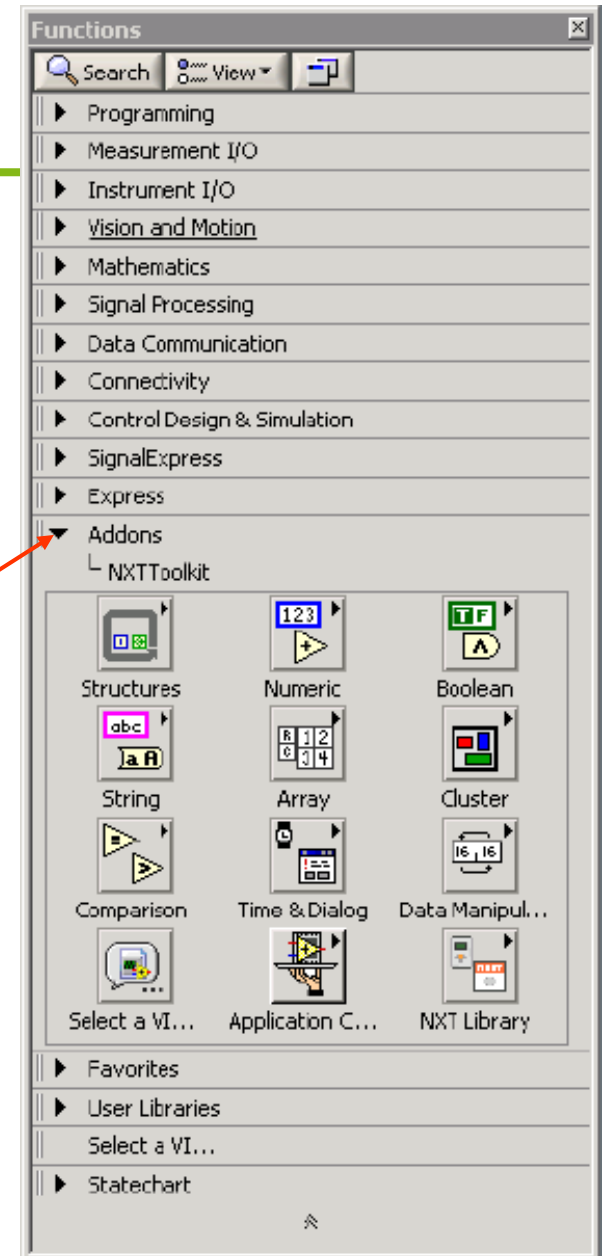 Functions
Search View
Programming
Measurement I/O
Instrument I/O
Vision and Motion
Mathematics
Signal Processing
Data Communication
Connectivity
Control Design & Simulation
SignalExpress
Express
Addons
NXTToolkit
123 TF
Structures Numeric Boolean
abc
a A
String Array Cluster
16 16
Comparison Time & Dialog Data Manipul...
Select a VI... Application C... NXT Library
Favorites
User Libraries
Select a VI...
Statechart